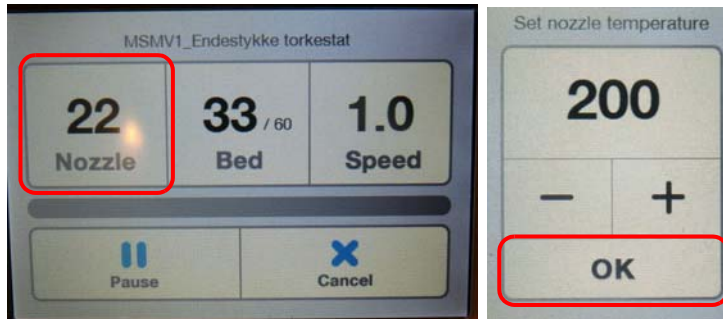 MSMV1_Endestykke torkestat
22
Nozzle
33 / 60
Bed
1.0
Speed
Pause
Cancel
Set nozzle temperature
200
− +
OK